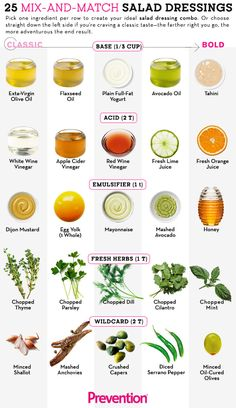 25 MIX-AND-MATCH SALAD DRESSINGS
Pick one ingredient per row to create your ideal salad dressing combo. Or choose
straight down the left side if you're craving a classic taste—the farther right you go, the
more adventurous the end result.
CLASSIC BASE (1/3 CUP) BOLD
Exta-Virgin Olive Oil
Flaxseed Oil
Plain Full-Fat Yogurt
Avocado Oil
Tahini
ACID (2 T)
White Wine Vinegar
Apple Cider Vinegar
Red Wine Vinegar
Fresh Lime Juice
Fresh Orange Juice
EMULSIFIER (1 t)
Dijon Mustard
Egg Yolk (1 Whole)
Mayonnaise
Mashed Avocado
Honey
FRESH HERBS (1 T)
Chopped Thyme
Chopped Parsley
Chopped Dill
Chopped Cilantro
Chopped Mint
WILDCARD (2 T)
Minced Shallot
Mashed Anchovies
Crushed Capers
Diced Serrano Pepper
Minced Oil-Cured Olives
Prevention